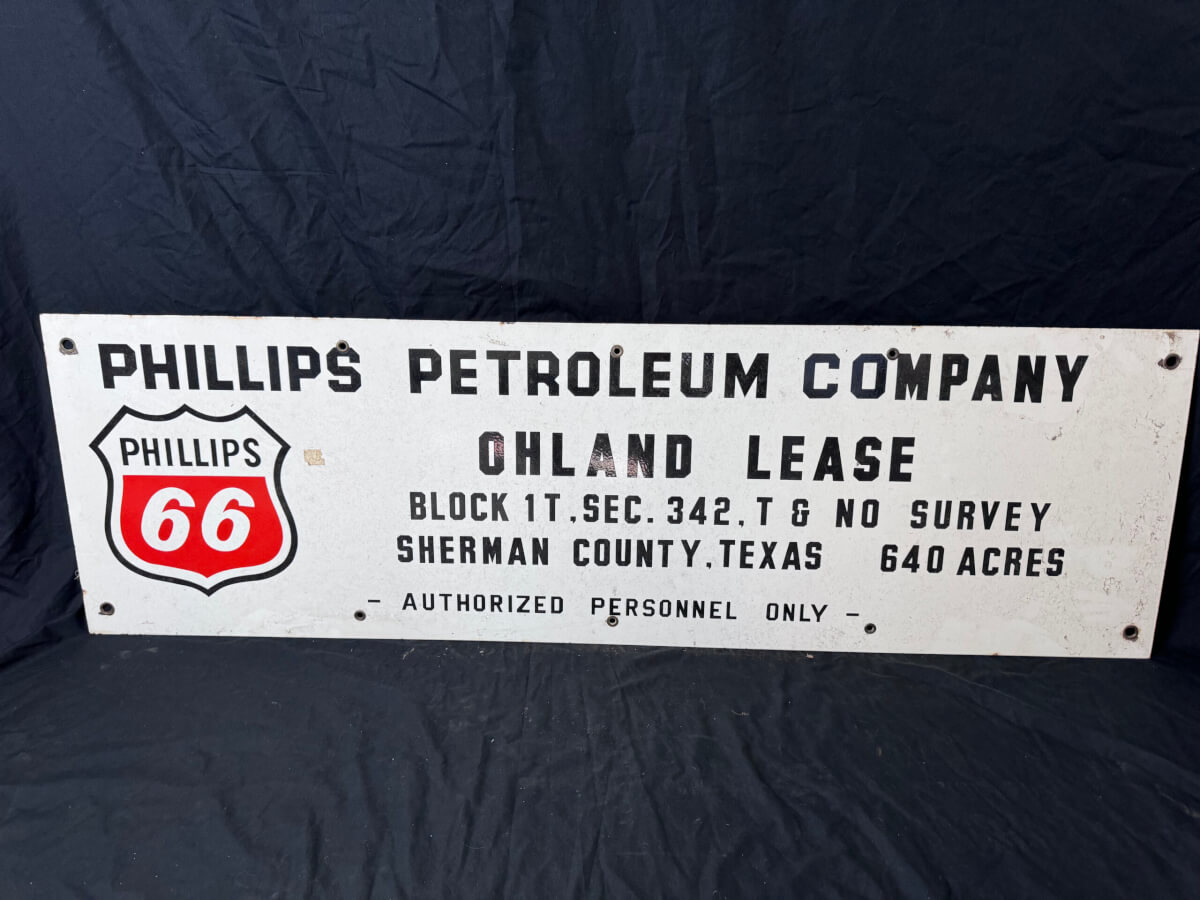 PHILLIPS PETROLEUM COMPANY
PHILLIPS
66
OHLAND LEASE
BLOCK 1T, SEC. 342, T & NO SURVEY
SHERMAN COUNTY, TEXAS 640 ACRES
- AUTHORIZED PERSONNEL ONLY -